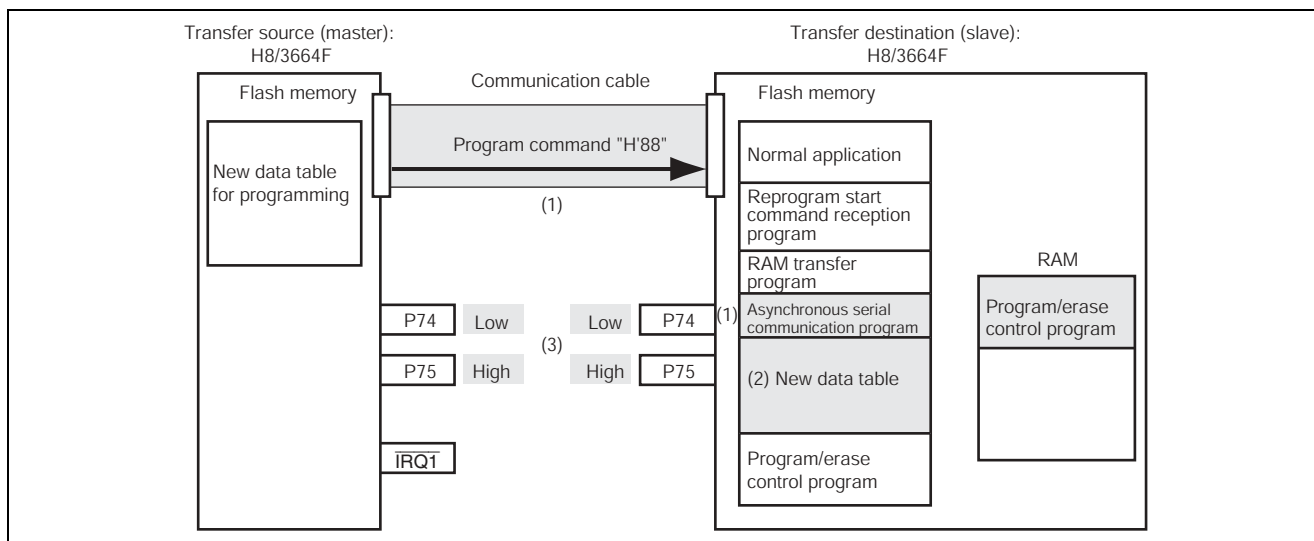 Transfer source (master):
H8/3664F
Transfer destination (slave):
H8/3664F
Flash memory
Communication cable
Flash memory
New data table
for programming
Program command "H'88"
(1)
Normal application
Reprogram start
command reception
program
RAM transfer
program
RAM
(1)
Asynchronous serial
communication program
Program/erase
control program
P74
Low
(3)
Low
P74
P75
High
High
P75
(2) New data table
IRQ1
Program/erase
control program